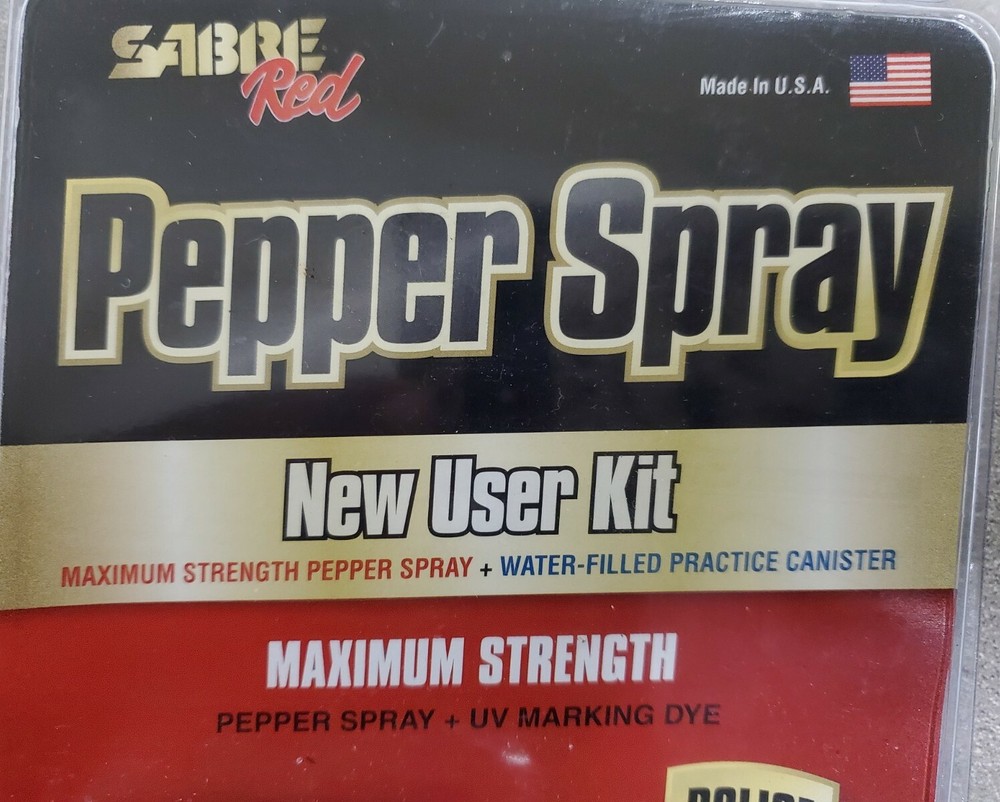 SABRE
Red
Made In U.S.A.
Pepper Spray
New User Kit
MAXIMUM STRENGTH PEPPER SPRAY + WATER-FILLED PRACTICE CANISTER
MAXIMUM STRENGTH
PEPPER SPRAY + UV MARKING DYE